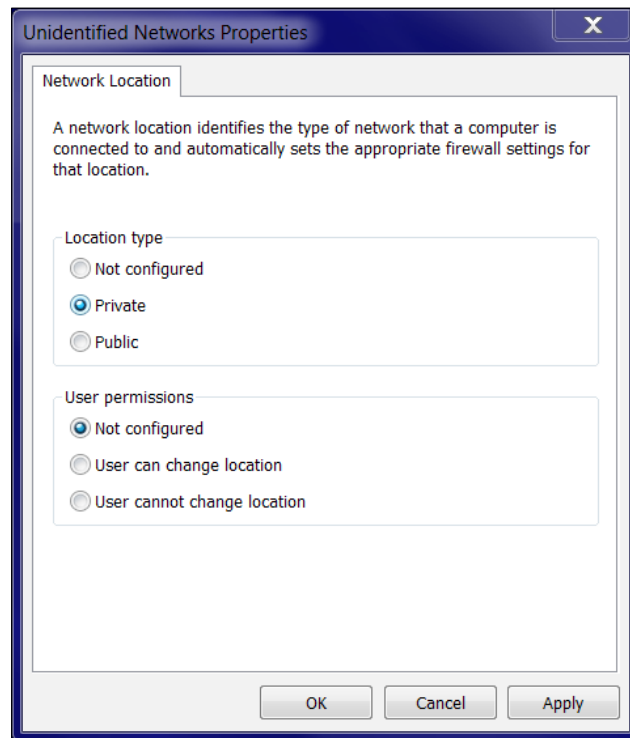 Unidentified Networks Properties
X
Network Location
A network location identifies the type of network that a computer is
connected to and automatically sets the appropriate firewall settings for
that location.
Location type
Not configured
Private
Public
User permissions
Not configured
User can change location
User cannot change location
OK Cancel Apply